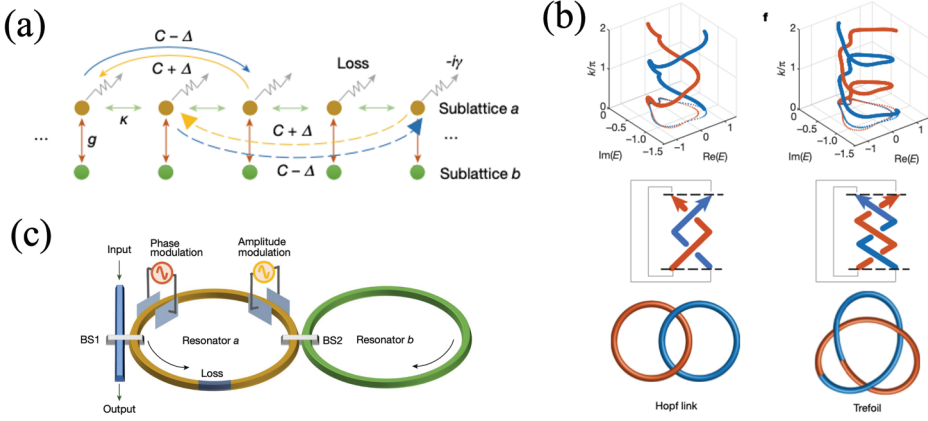 (a)
C − Δ
C + Δ
Loss
−iγ
κ
Sublattice a
...
g
C + Δ
...
C − Δ
Sublattice b
(b)
2
k/π
1
0
−0.5
−1.0
−1.5
Im(E)
−1
0
1
Re(E)
Hopf link
f
2
k/π
1
0
−0.5
−1.0
−1.5
Im(E)
−1
0
1
Re(E)
Trefoil
(c)
Input
Phase
modulation
Amplitude
modulation
BS1
Resonator a
BS2
Resonator b
Loss
Output